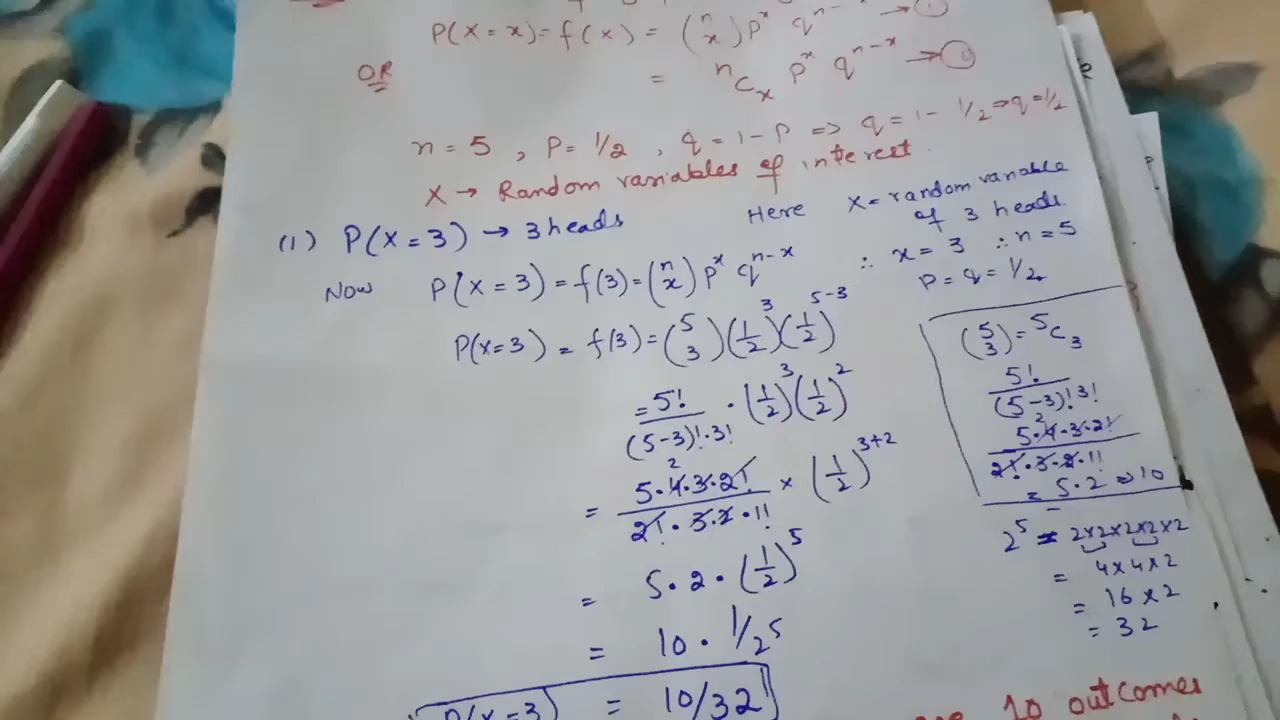 P(X=x) = f(x) = (n x) p^x q^n- → 1
OR = nCx p^x q^n-x →
n = 5 , P = 1/2 , q = 1 - P => q = 1 - 1/2 => q = 1/2
X → Random variables of interest
(1) P(X=3) → 3 heads
Here X = random variable
of 3 heads.
∴ x = 3 ∴ n = 5
P = q = 1/2
Now P(X=3) = f(3) = (n x) p^x q^n-x
P(X=3) = f(3) = (5 3) (1/2)^3 (1/2)^5-3
= 5!/(5-3)!·3! · (1/2)^3 (1/2)^2
= 5·4·3·2!/2!·3·2·1! × (1/2)^3+2
= 5·2·(1/2)^5
= 10 · 1/2^5
P(X=3) = 10/32
(5 3) = 5C3
5!
(5-3)!3!
2
5·4·3·2!
2!·3·2·1!
= 5·2 => 10
2^5 = 2×2×2×2×2
= 4×4×2
= 16×2
= 32
10 outcomes